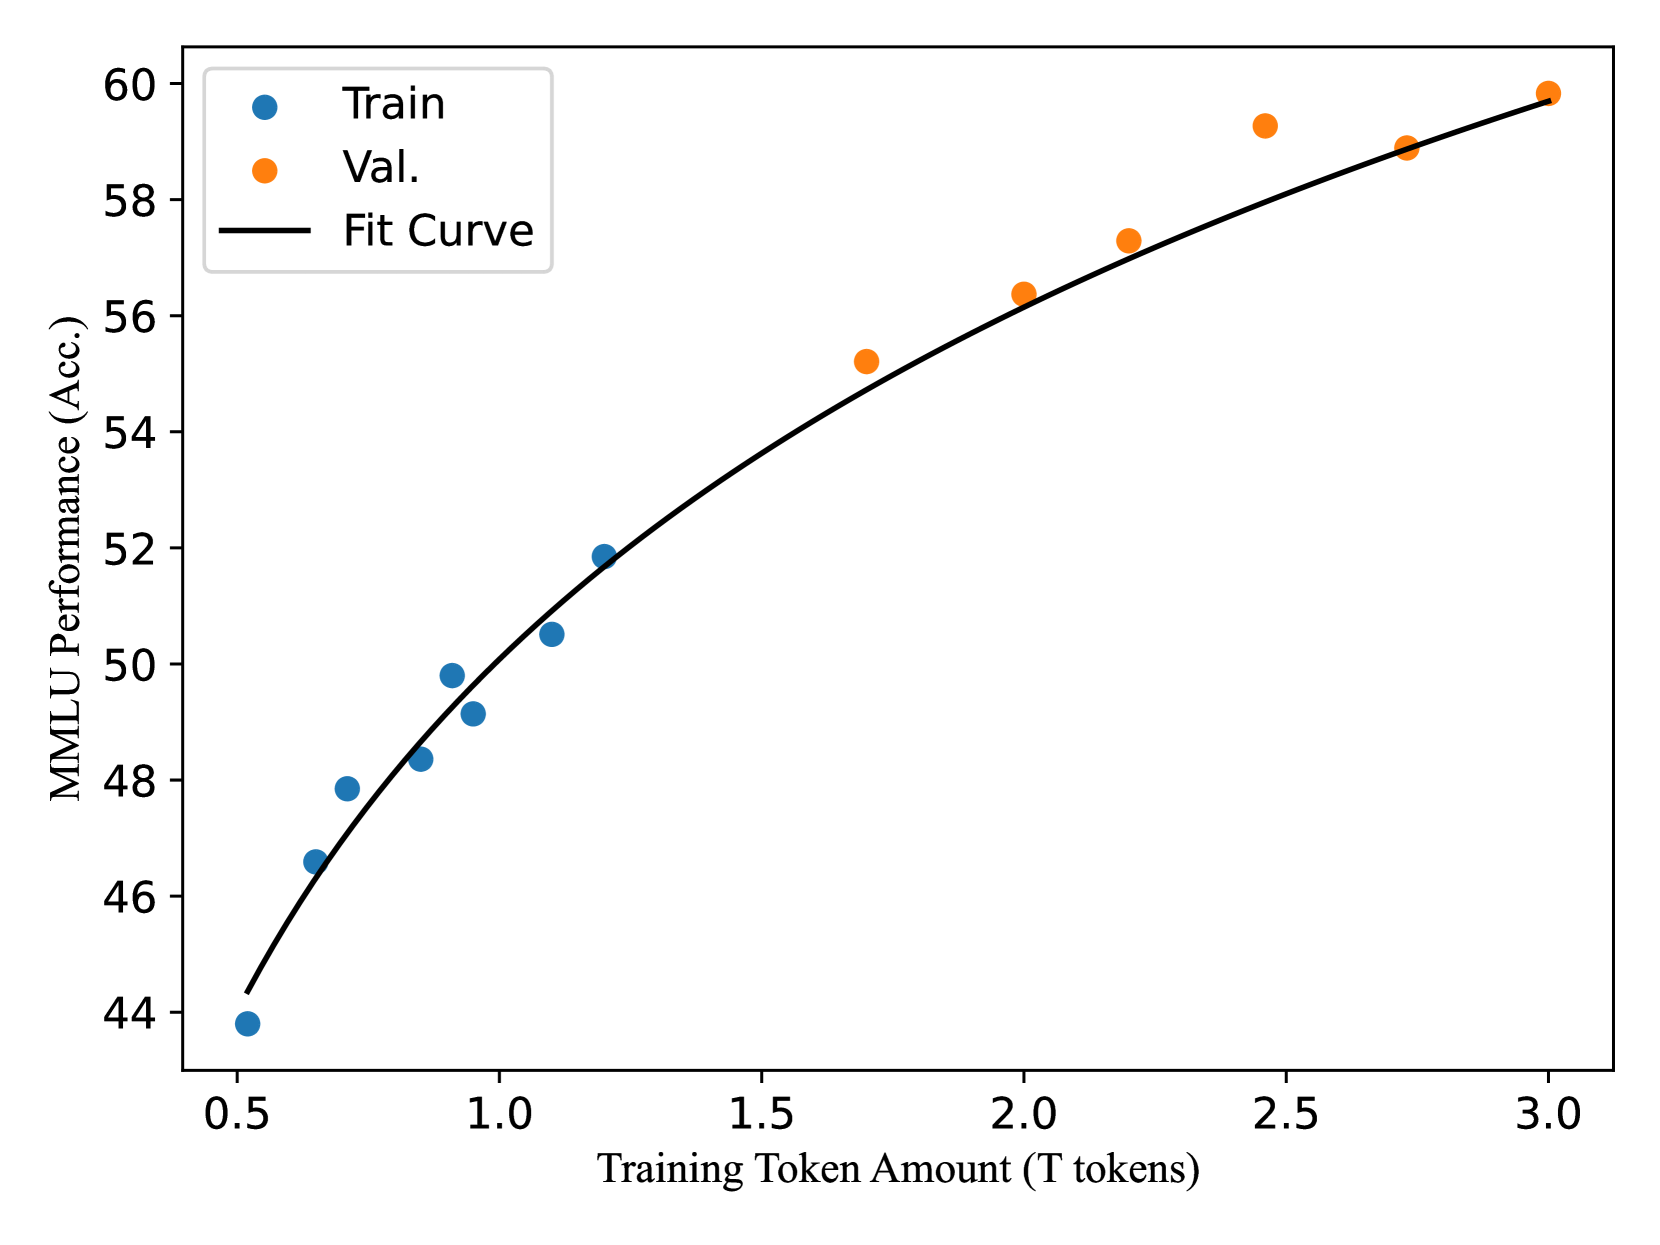 Train
Val.
Fit Curve
60
58
56
54
52
50
48
46
44
MMLU Performance (Acc.)
0.5 1.0 1.5 2.0 2.5 3.0
Training Token Amount (T tokens)